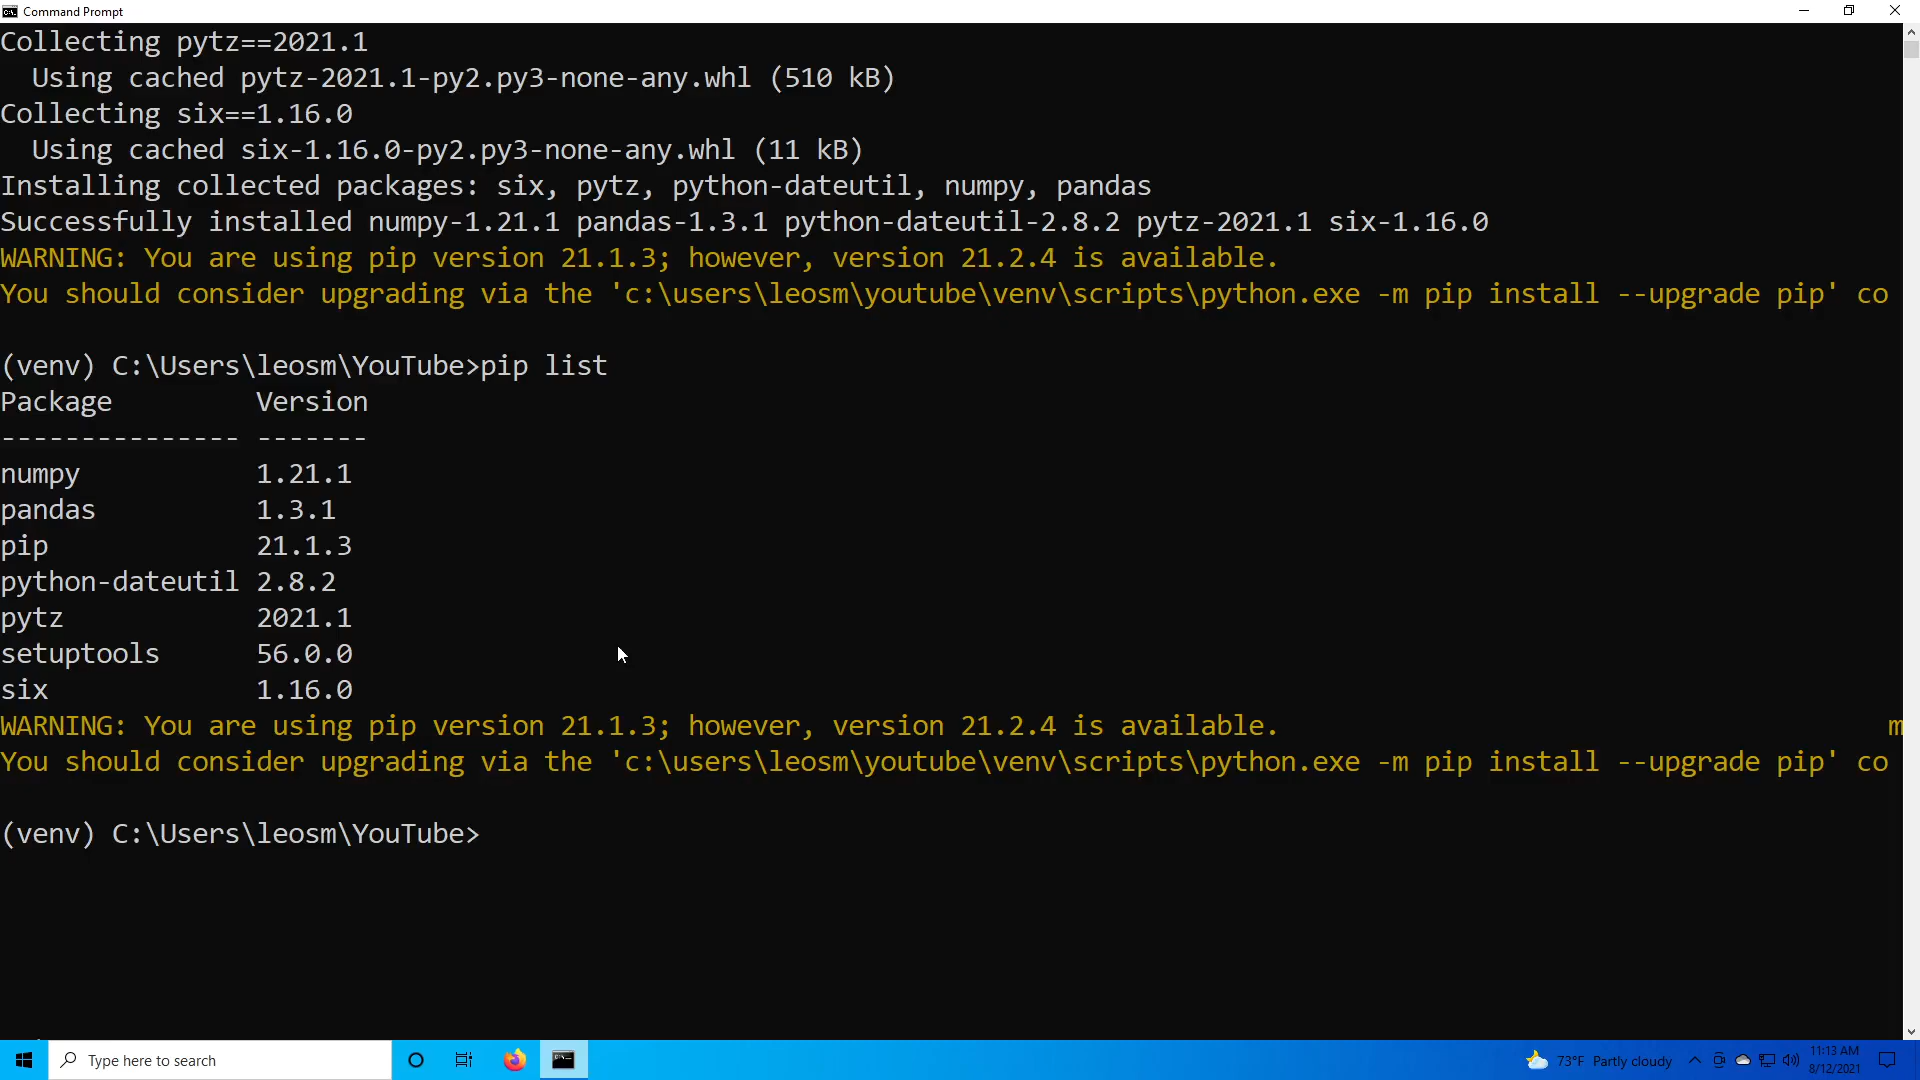 Command Prompt
Collecting pytz==2021.1
  Using cached pytz-2021.1-py2.py3-none-any.whl (510 kB)
Collecting six==1.16.0
  Using cached six-1.16.0-py2.py3-none-any.whl (11 kB)
Installing collected packages: six, pytz, python-dateutil, numpy, pandas
Successfully installed numpy-1.21.1 pandas-1.3.1 python-dateutil-2.8.2 pytz-2021.1 six-1.16.0
WARNING: You are using pip version 21.1.3; however, version 21.2.4 is available.
You should consider upgrading via the 'c:\users\leosm\youtube\venv\scripts\python.exe -m pip install --upgrade pip' co
(venv) C:\Users\leosm\YouTube>pip list
Package         Version
--------------- -------
numpy           1.21.1
pandas          1.3.1
pip             21.1.3
python-dateutil 2.8.2
pytz            2021.1
setuptools      56.0.0
six             1.16.0
WARNING: You are using pip version 21.1.3; however, version 21.2.4 is available. m
You should consider upgrading via the 'c:\users\leosm\youtube\venv\scripts\python.exe -m pip install --upgrade pip' co
(venv) C:\Users\leosm\YouTube>
Type here to search
73°F Partly cloudy
11:13 AM
8/12/2021